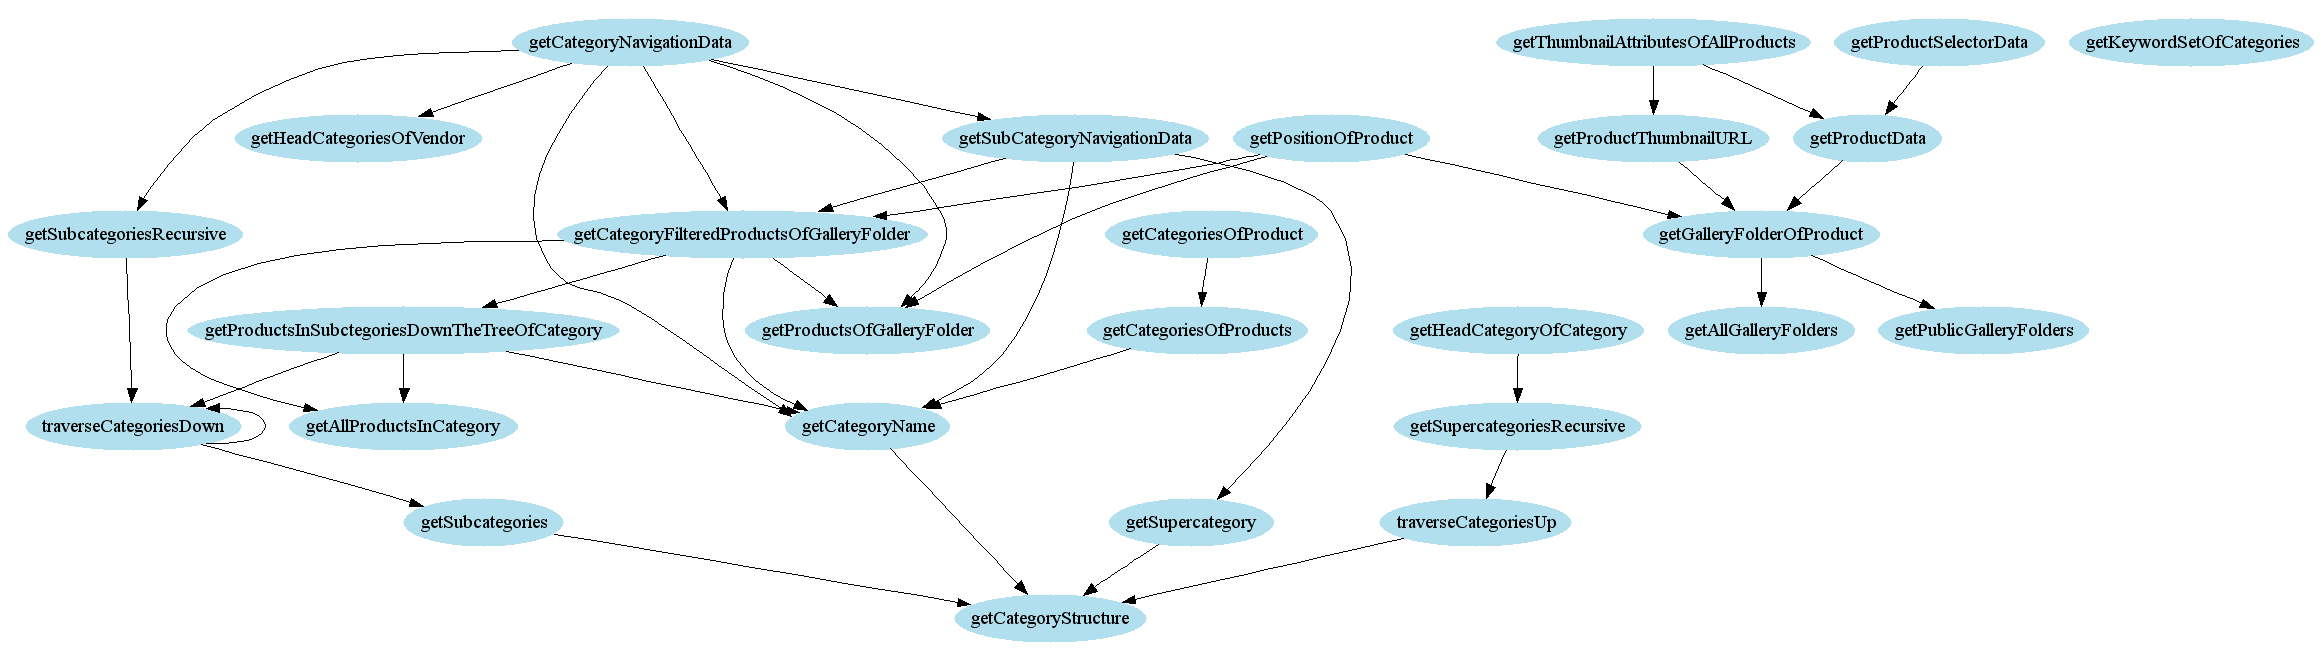 getCategoryNavigationData
getThumbnailAttributesOfAllProducts
getProductSelectorData
getKeywordSetOfCategories
getHeadCategoriesOfVendor
getSubCategoryNavigationData
getPositionOfProduct
getProductThumbnailURL
getProductData
getSubcategoriesRecursive
getCategoryFilteredProductsOfGalleryFolder
getCategoriesOfProduct
getGalleryFolderOfProduct
getProductsInSubctegoriesDownTheTreeOfCategory
getProductsOfGalleryFolder
getCategoriesOfProducts
getHeadCategoryOfCategory
getAllGalleryFolders
getPublicGalleryFolders
traverseCategoriesDown
getAllProductsInCategory
getCategoryName
getSupercategoriesRecursive
getSubcategories
getSupercategory
traverseCategoriesUp
getCategoryStructure